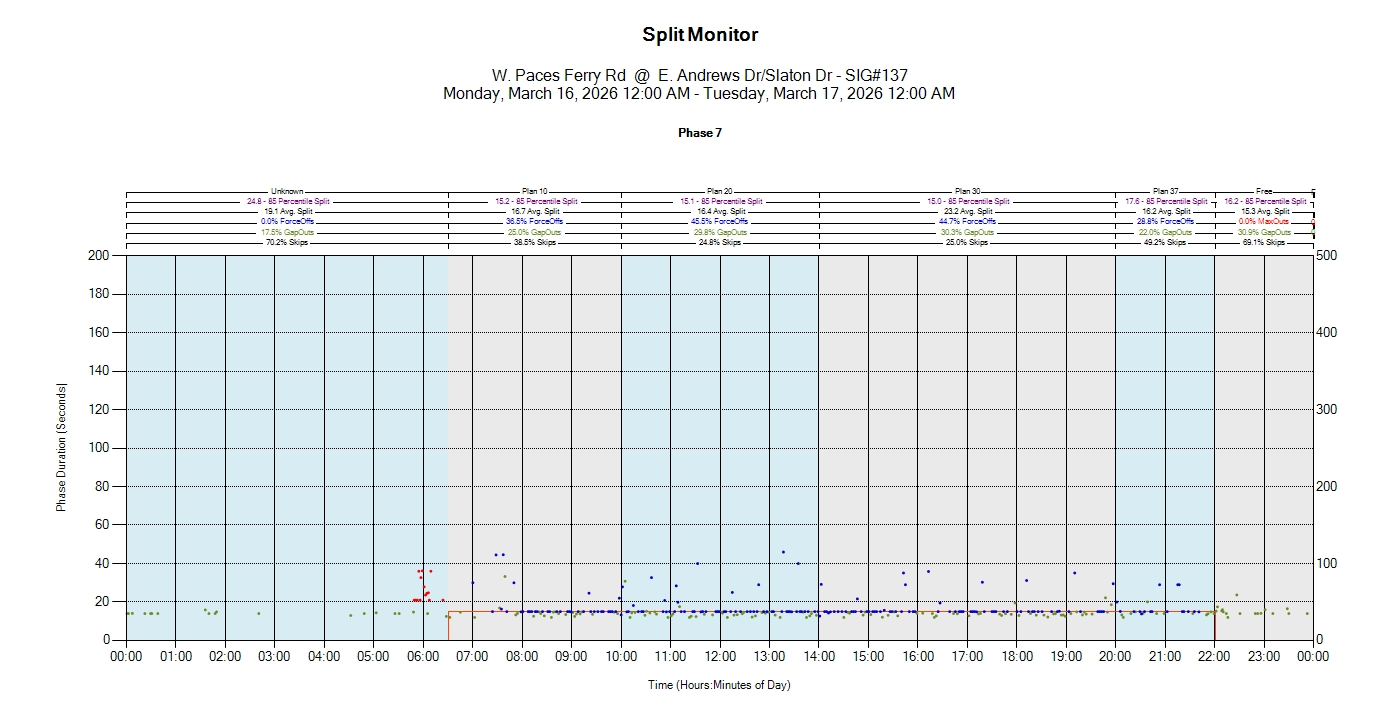 Split Monitor
W. Paces Ferry Rd @ E. Andrews Dr/Slaton Dr - SIG#137
Monday, March 16, 2026 12:00 AM - Tuesday, March 17, 2026 12:00 AM
Phase 7
Unknown Plan 10 Plan 20 Plan 30 Plan 37 Free
24.8 - 85 Percentile Split 15.2 - 85 Percentile Split 15.1 - 85 Percentile Split 15.0 - 85 Percentile Split 17.6 - 85 Percentile Split 16.2 - 85 Percentile Split
19.1 Avg. Split 16.7 Avg. Split 16.4 Avg. Split 23.2 Avg. Split 16.2 Avg. Split 15.3 Avg. Split
0.0% ForceOffs 36.5% ForceOffs 45.5% ForceOffs 44.7% ForceOffs 28.8% ForceOffs 0.0% MaxOuts
17.5% GapOuts 25.0% GapOuts 29.8% GapOuts 30.3% GapOuts 22.0% GapOuts 30.9% GapOuts
70.2% Skips 38.5% Skips 24.8% Skips 25.0% Skips 49.2% Skips 69.1% Skips
200 500
180
160 400
140
120 300
100
80 200
60
40 100
20
0 0
Phase Duration (Seconds)
00:00 01:00 02:00 03:00 04:00 05:00 06:00 07:00 08:00 09:00 10:00 11:00 12:00 13:00 14:00 15:00 16:00 17:00 18:00 19:00 20:00 21:00 22:00 23:00 00:00
Time (Hours:Minutes of Day)